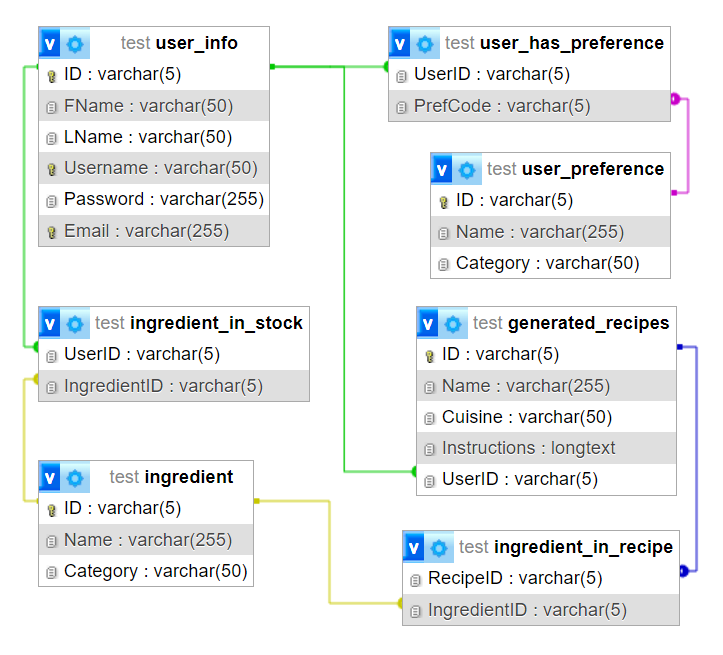 v test user_info
ID : varchar(5)
FName : varchar(50)
LName : varchar(50)
Username : varchar(50)
Password : varchar(255)
Email : varchar(255)
v test user_has_preference
UserID : varchar(5)
PrefCode : varchar(5)
v test user_preference
ID : varchar(5)
Name : varchar(255)
Category : varchar(50)
v test ingredient_in_stock
UserID : varchar(5)
IngredientID : varchar(5)
v test generated_recipes
ID : varchar(5)
Name : varchar(255)
Cuisine : varchar(50)
Instructions : longtext
UserID : varchar(5)
v test ingredient
ID : varchar(5)
Name : varchar(255)
Category : varchar(50)
v test ingredient_in_recipe
RecipeID : varchar(5)
IngredientID : varchar(5)